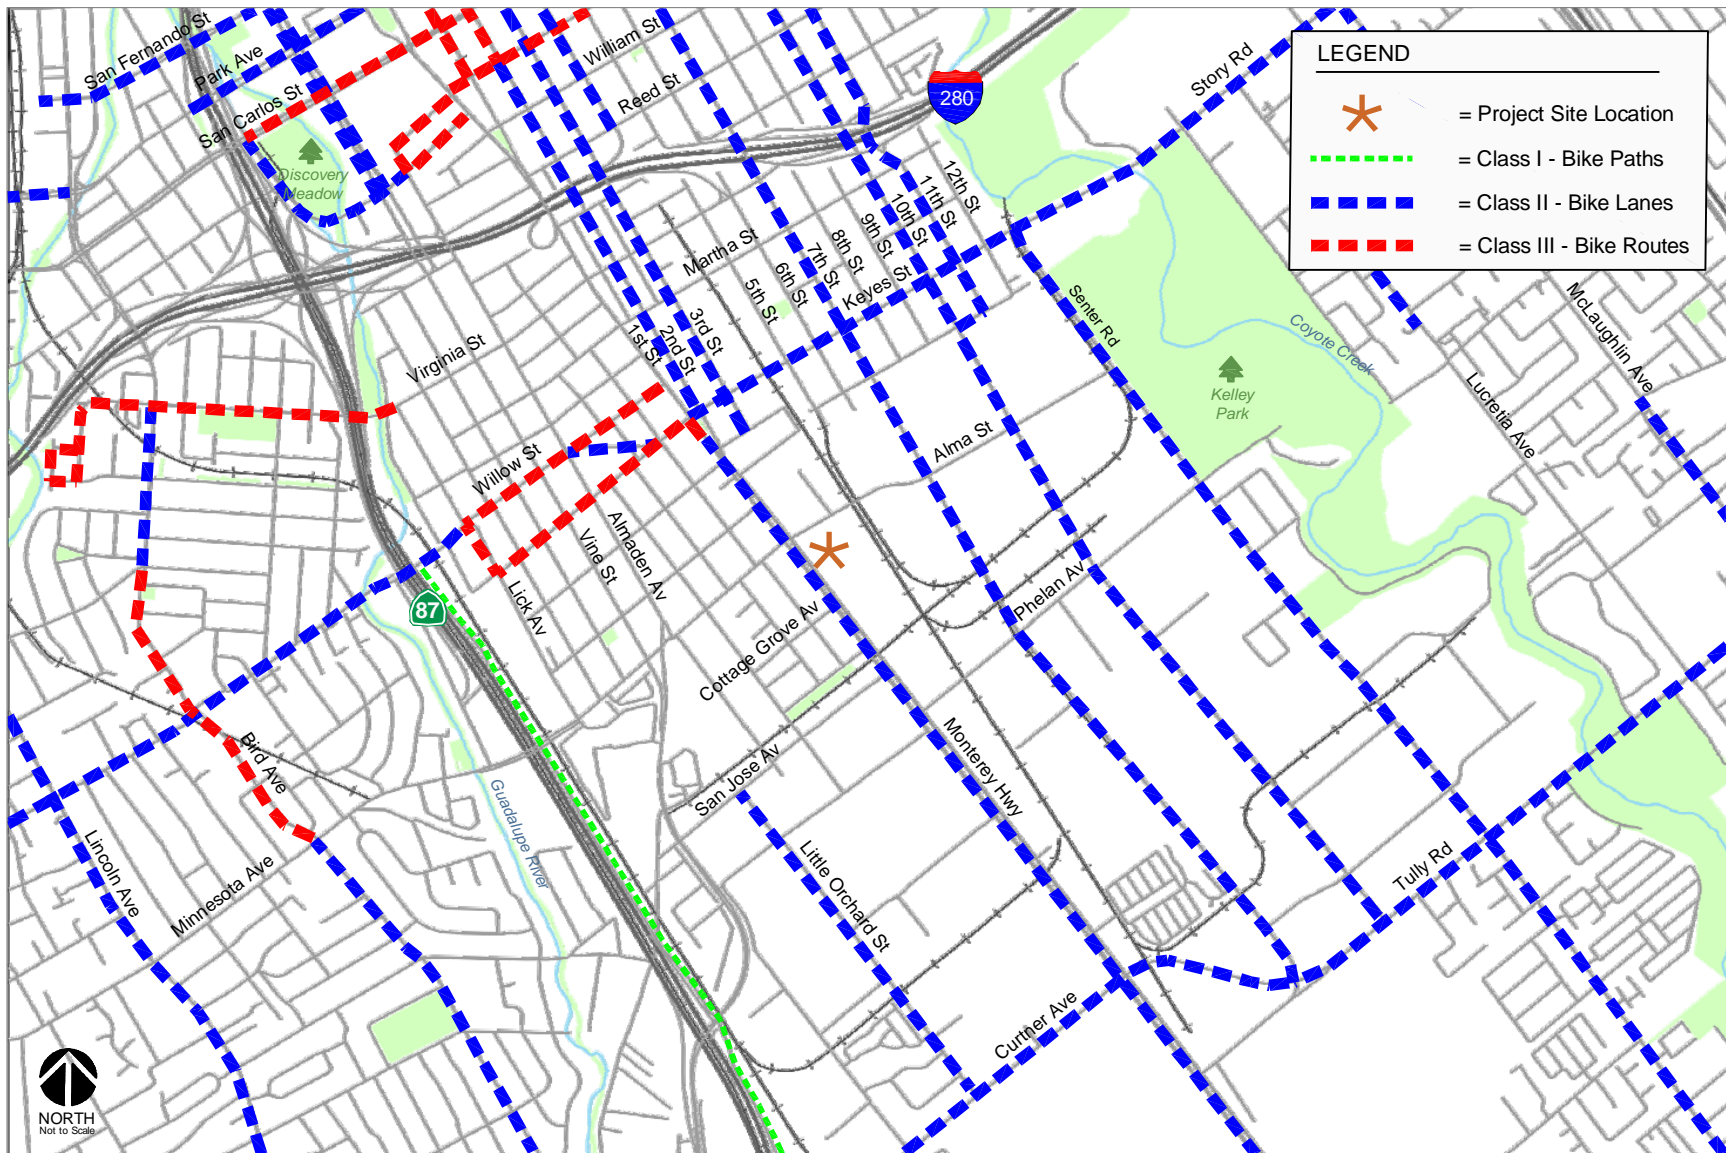 San Fernando St
Park Ave
San Carlos St
William St
Reed St
280
Story Rd
LEGEND
= Project Site Location
= Class I - Bike Paths
= Class II - Bike Lanes
= Class III - Bike Routes
Discovery
Meadow
12th St
11th St
10th St
9th St
8th St
7th St
6th St
5th St
Martha St
Keyes St
3rd St
2nd St
1st St
Virginia St
Senter Rd
Coyote Creek
McLaughlin Ave
Lucretia Ave
Kelley
Park
Alma St
Willow St
Almaden Av
Vine St
Lick Av
87
Phelan Av
Cottage Grove Av
San Jose Av
Monterey Hwy
Bird Ave
Guadalupe River
Lincoln Ave
Minnesota Ave
Little Orchard St
Tully Rd
Curtner Ave
NORTH
Not to Scale